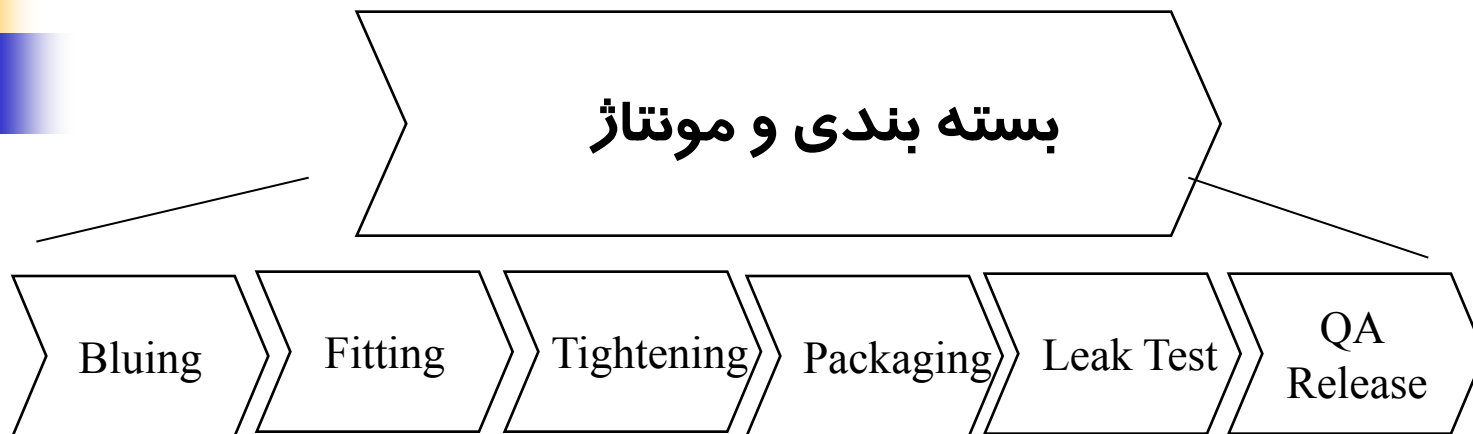 بسته بندی و مونتاژ
Bluing
Fitting
Tightening
Packaging
Leak Test
QA
Release